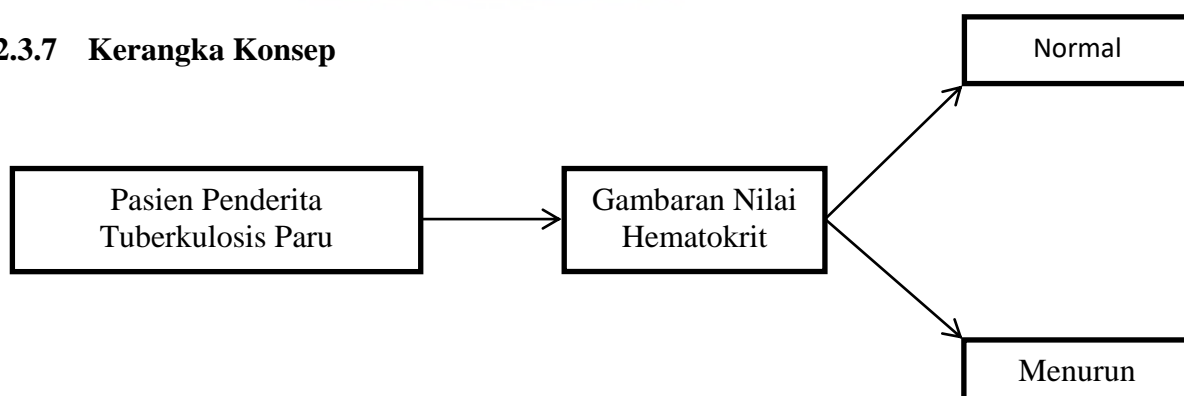 2.3.7 Kerangka Konsep
Normal
Pasien Penderita
Tuberkulosis Paru
Gambaran Nilai
Hematokrit
Menurun